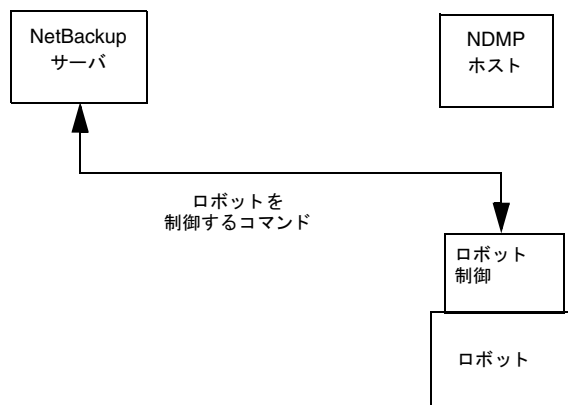 NetBackup
サーバ
NDMP
ホスト
ロボットを
制御するコマンド
ロボット
制御
ロボット